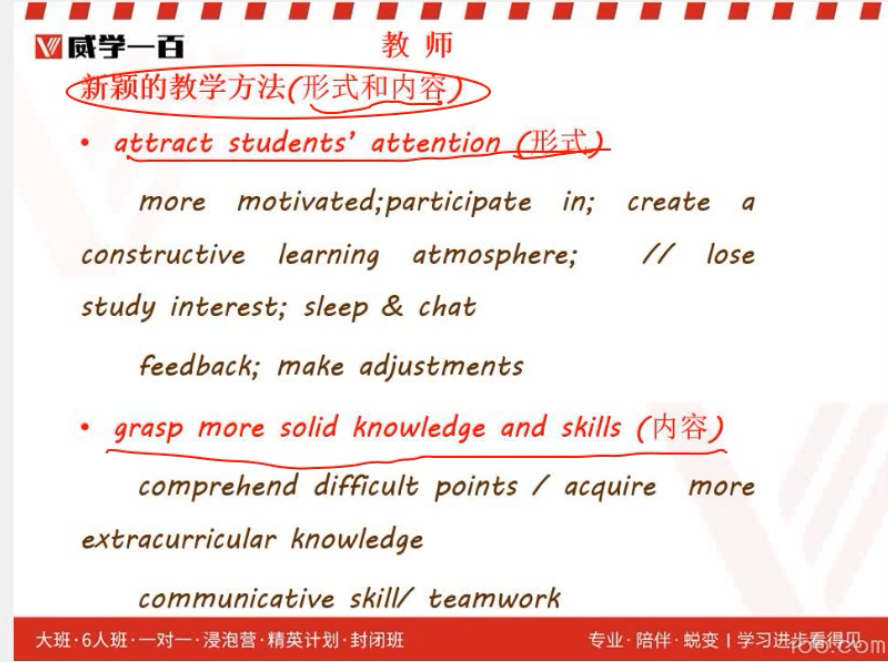 威学一百
教 师
新颖的教学方法(形式和内容)
• attract students' attention (形式)
more motivated;participate in; create a
constructive learning atmosphere; // lose
study interest; sleep & chat
feedback; make adjustments
• grasp more solid knowledge and skills (内容)
comprehend difficult points / acquire more
extracurricular knowledge
communicative skill/ teamwork
大班·6人班·一对一·浸泡营·精英计划·封闭班
专业·陪伴·蜕变 | 学习进步看得见